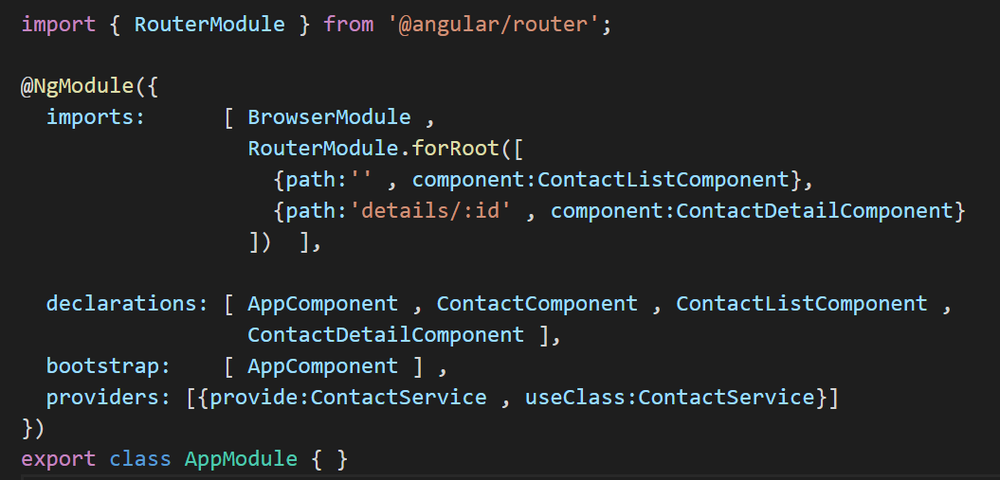 import { RouterModule } from '@angular/router';
@NgModule({
  imports:      [ BrowserModule ,
                  RouterModule.forRoot([
                    {path:'' , component:ContactListComponent},
                    {path:'details/:id' , component:ContactDetailComponent}
                  ])  ],
  declarations: [ AppComponent , ContactComponent , ContactListComponent ,
                  ContactDetailComponent ],
  bootstrap:    [ AppComponent ] ,
  providers: [{provide:ContactService , useClass:ContactService}]
})
export class AppModule { }